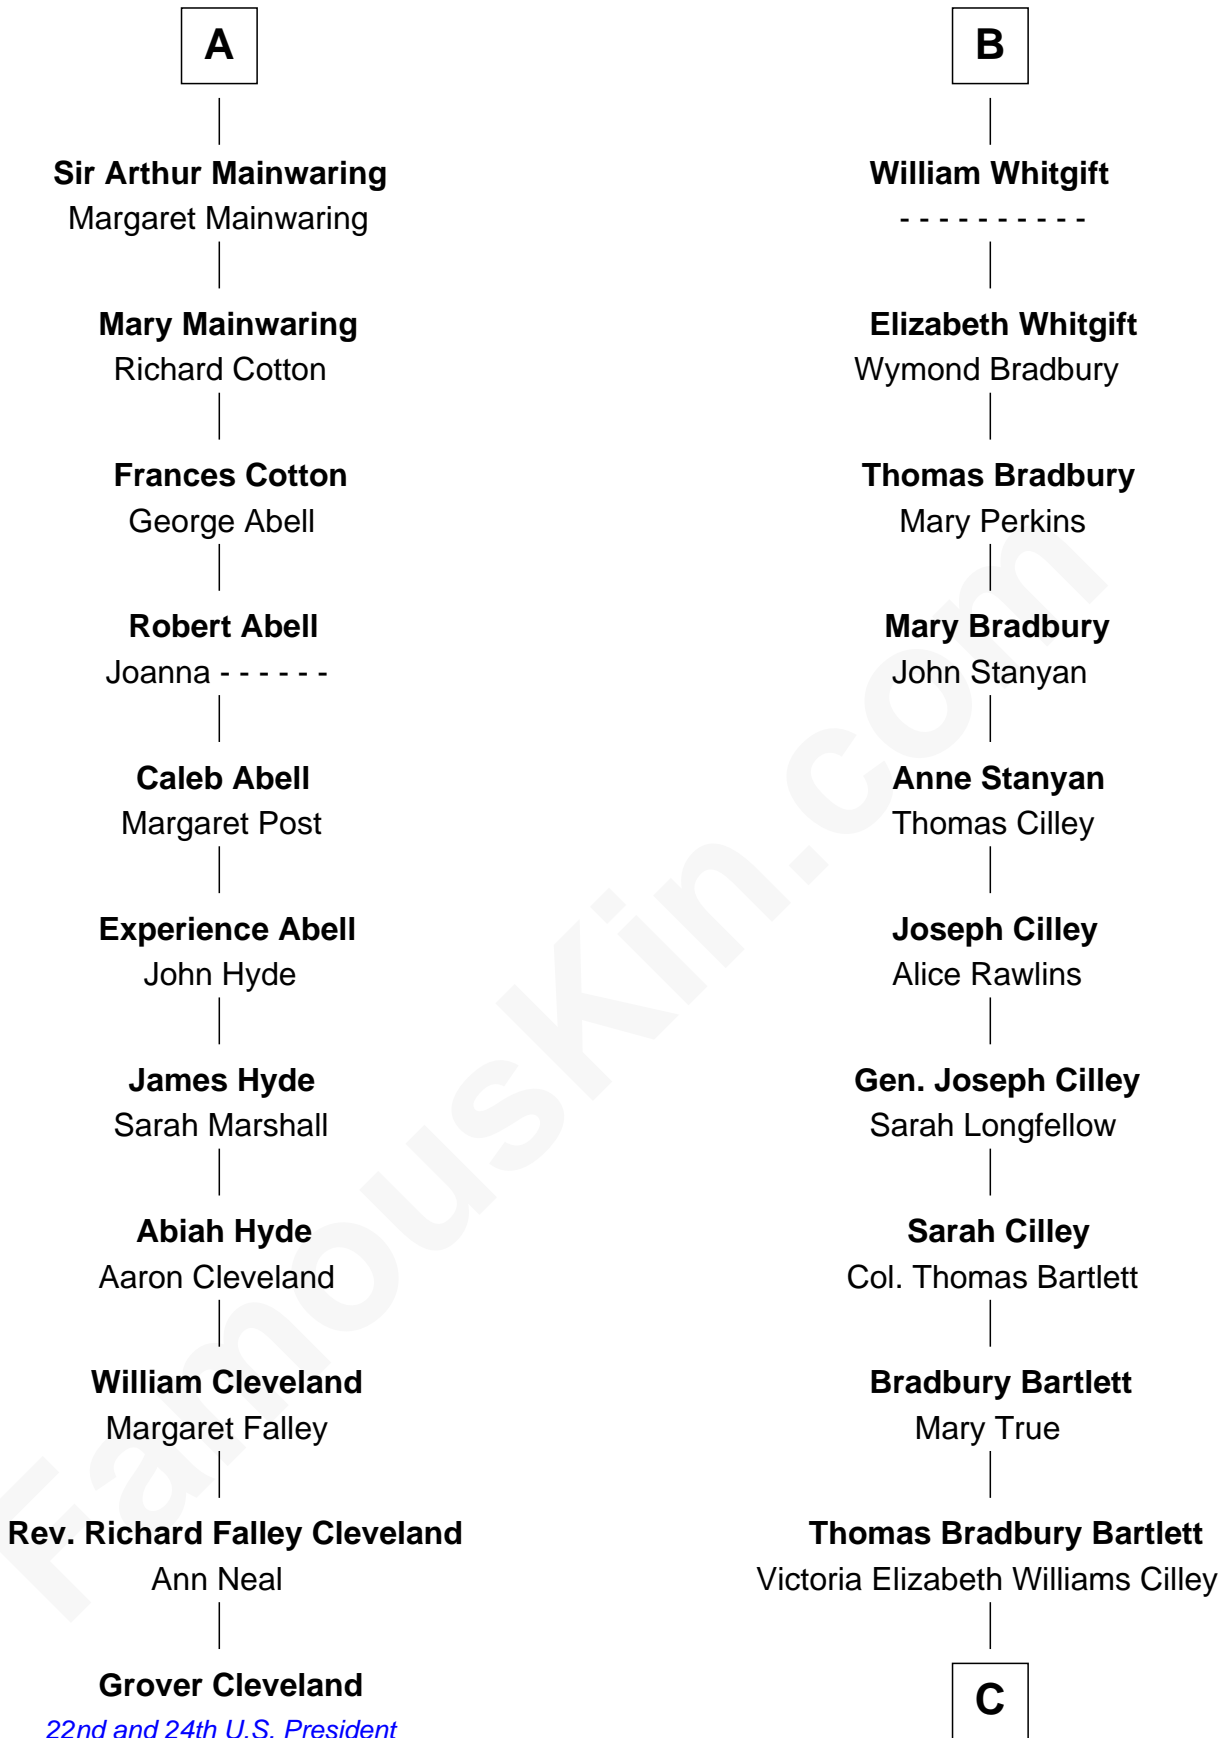 A
Sir Arthur Mainwaring
Margaret Mainwaring
Mary Mainwaring
Richard Cotton
Frances Cotton
George Abell
Robert Abell
Joanna - - - - - -
Caleb Abell
Margaret Post
Experience Abell
John Hyde
James Hyde
Sarah Marshall
Abiah Hyde
Aaron Cleveland
William Cleveland
Margaret Falley
Rev. Richard Falley Cleveland
Ann Neal
Grover Cleveland
22nd and 24th U.S. President
B
William Whitgift
- - - - - - - - - -
Elizabeth Whitgift
Wymond Bradbury
Thomas Bradbury
Mary Perkins
Mary Bradbury
John Stanyan
Anne Stanyan
Thomas Cilley
Joseph Cilley
Alice Rawlins
Gen. Joseph Cilley
Sarah Longfellow
Sarah Cilley
Col. Thomas Bartlett
Bradbury Bartlett
Mary True
Thomas Bradbury Bartlett
Victoria Elizabeth Williams Cilley
C
FamousKin.com